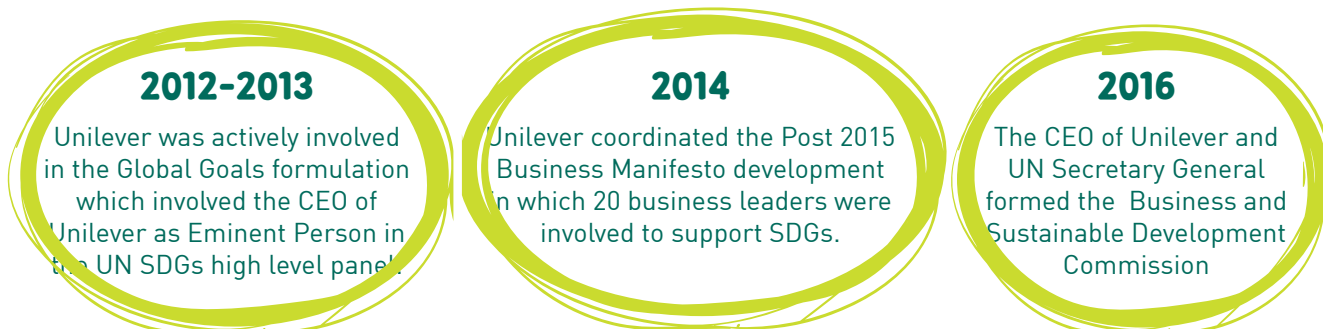 2012-2013
Unilever was actively involved
in the Global Goals formulation
which involved the CEO of
Unilever as Eminent Person in
the UN SDGs high level panel.
2014
Unilever coordinated the Post 2015
Business Manifesto development
in which 20 business leaders were
involved to support SDGs.
2016
The CEO of Unilever and
UN Secretary General
formed the Business and
Sustainable Development
Commission